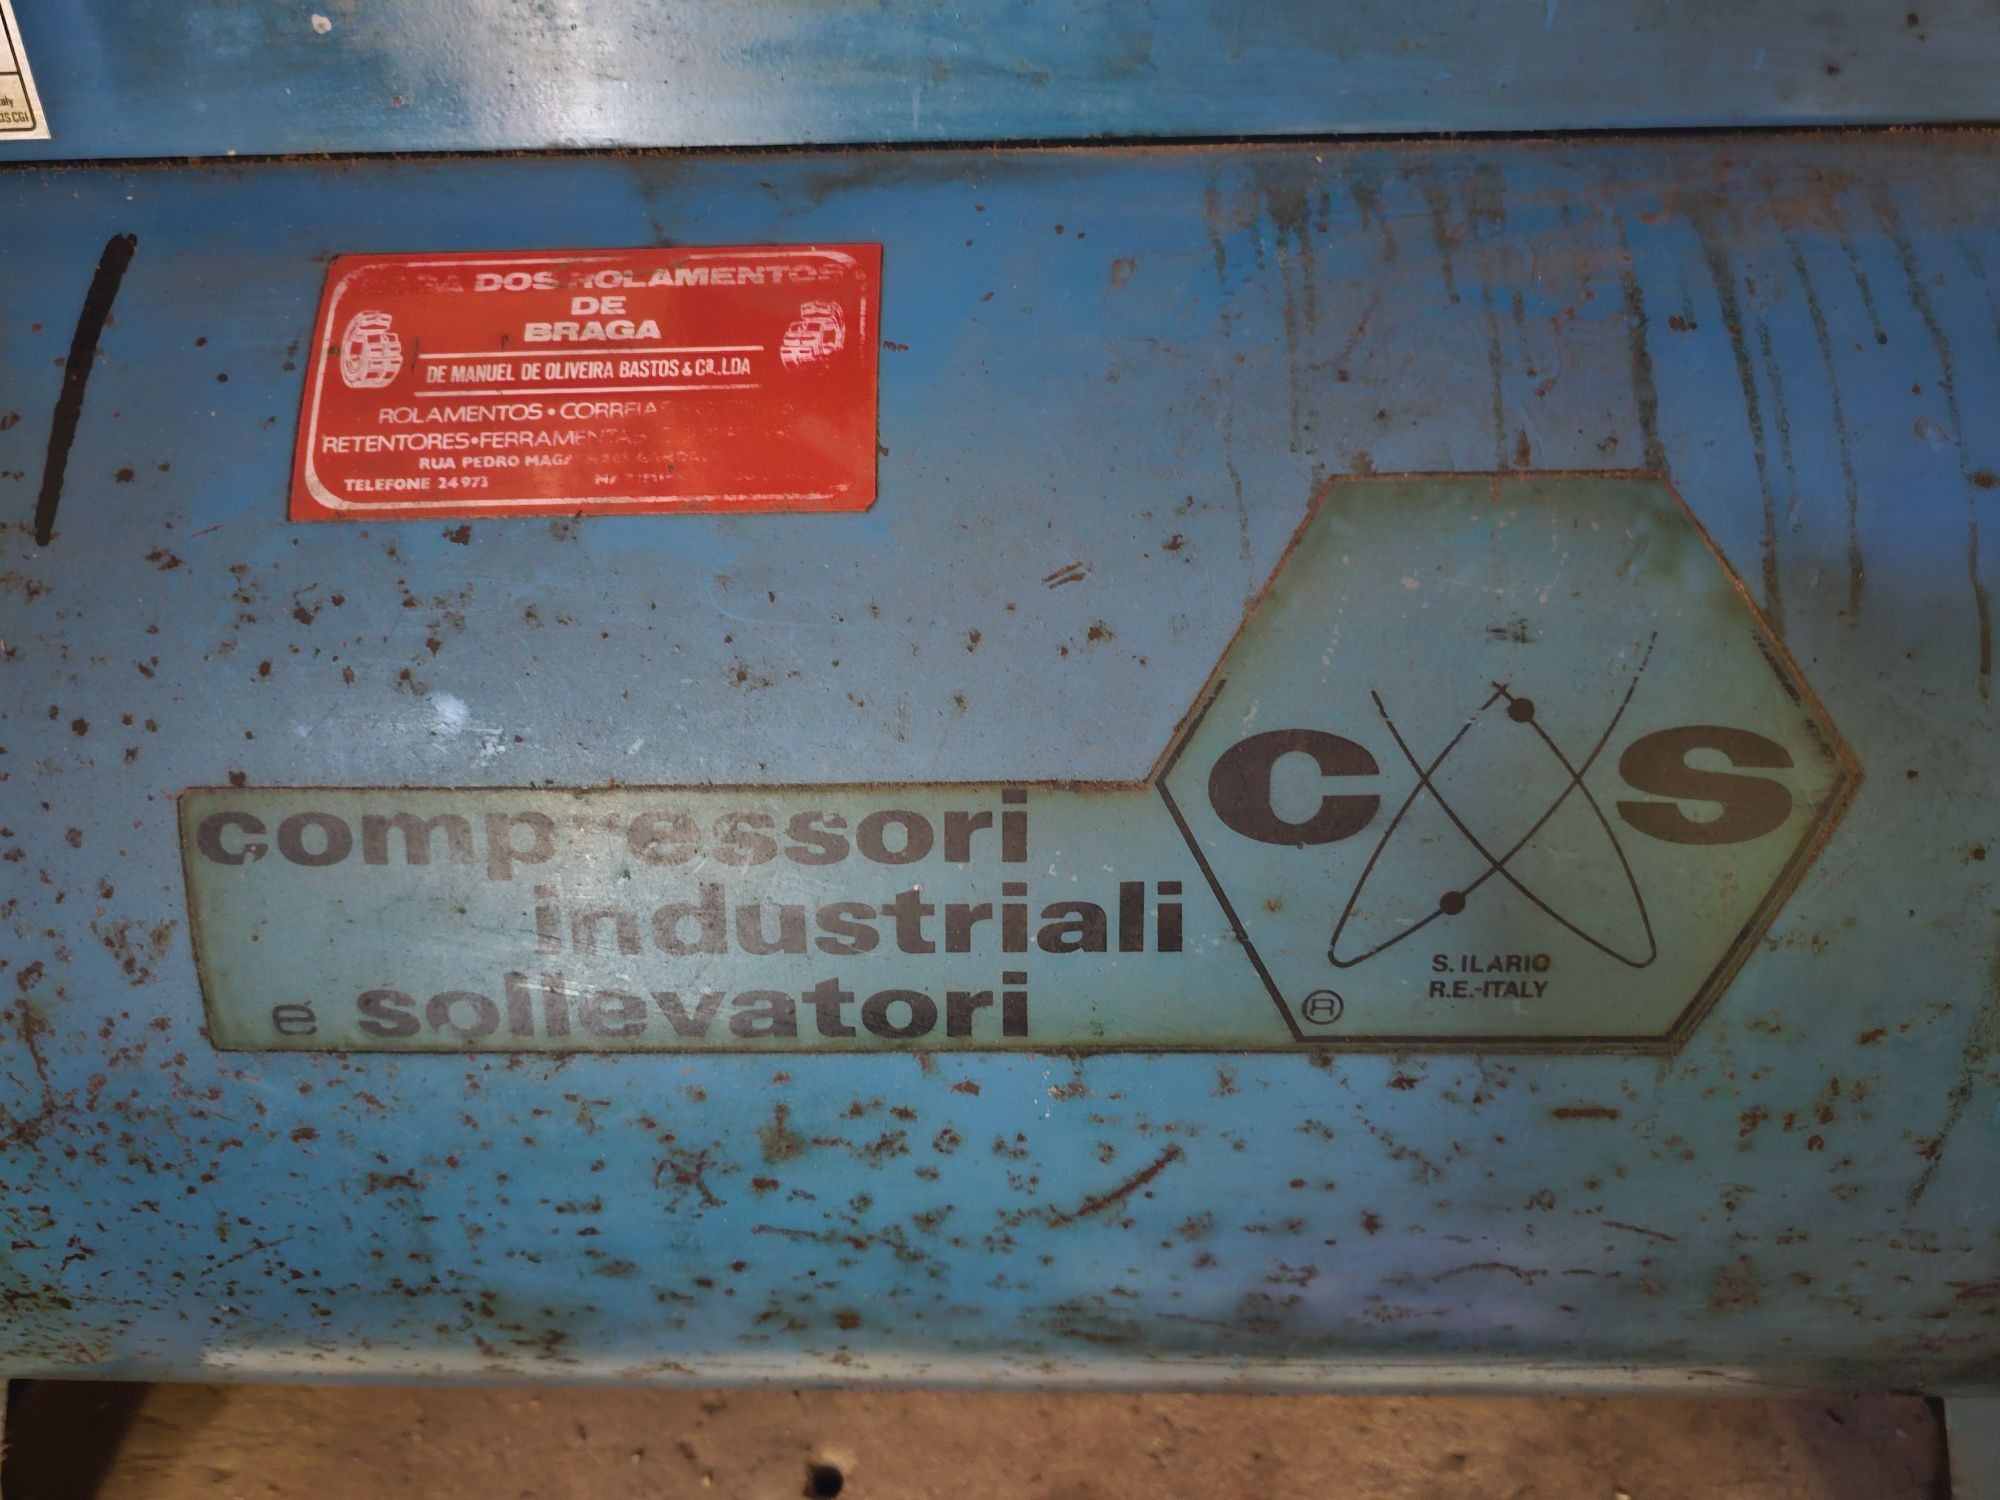 DOS ROLAMENTOS
DE
BRAGA
DE MANUEL DE OLIVEIRA BASTOS & Cª., LDA
ROLAMENTOS • CORREIAS
RETENTORES • FERRAMENTAS
RUA PEDRO
TELEFONE 24973
C S
S. ILARIO
R.E.-ITALY
®
compressori
industriali
e sollevatori